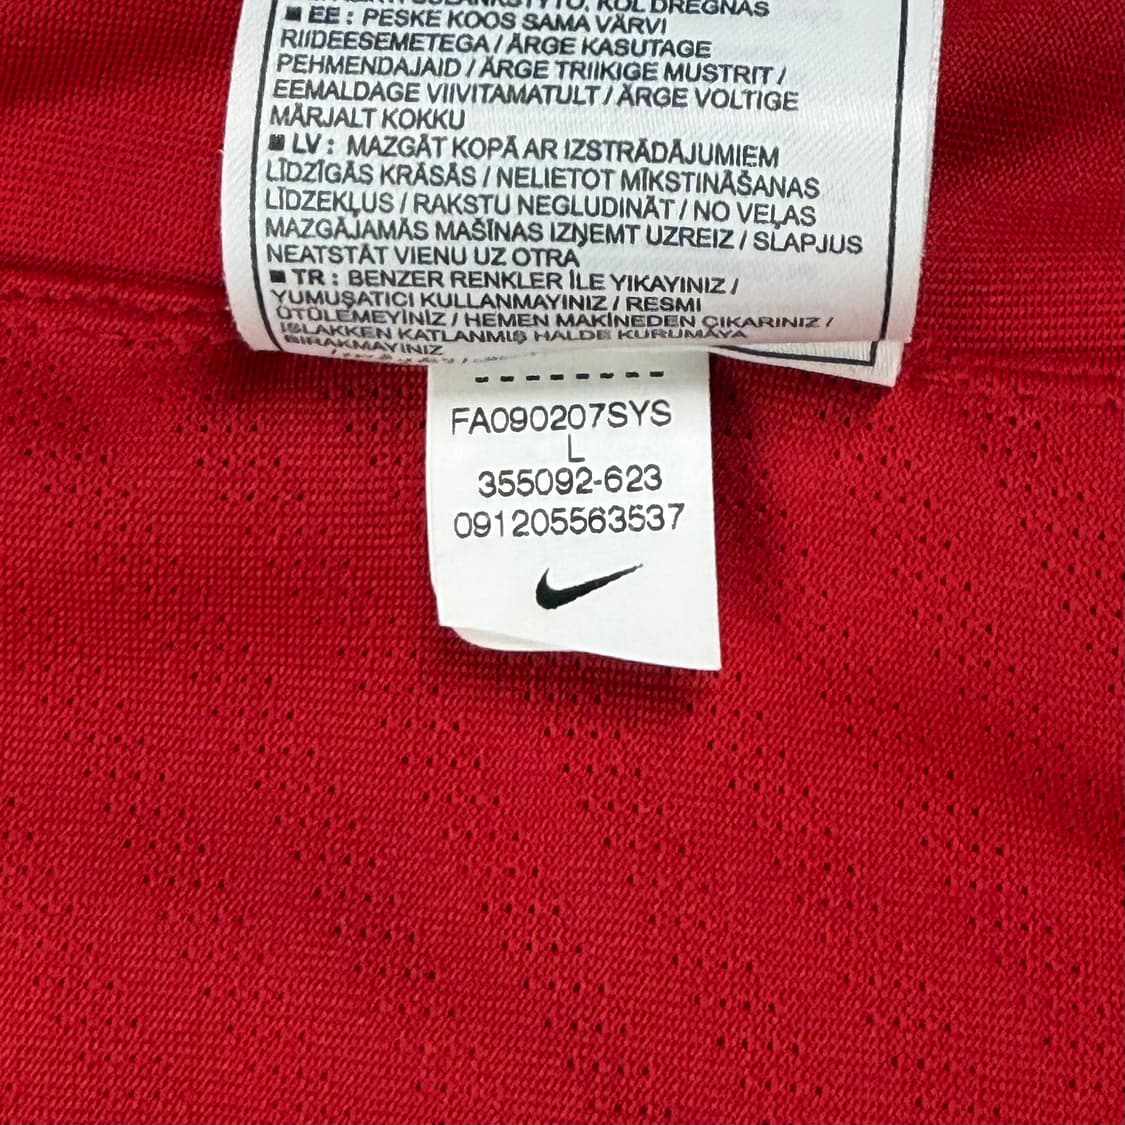 KOL DREGNAS
■ EE : PESKE KOOS SAMA VÄRVI
RIIDEESEMETEGA / ÄRGE KASUTAGE
PEHMENDAJAID / ÄRGE TRIIKIGE MUSTRIT /
EEMALDAGE VIIVITAMATULT / ÄRGE VOLTIGE
MÄRJALT KOKKU
■ LV : MAZGĀT KOPĀ AR IZSTRĀDĀJUMIEM
LĪDZĪGĀS KRĀSĀS / NELIETOT MĪKSTINĀŠANAS
LĪDZEKĻUS / RAKSTU NEGLUDINĀT / NO VEĻAS
MAZGĀJAMĀS MAŠĪNAS IZŅEMT UZREIZ / SLAPJUS
NEATSTĀT VIENU UZ OTRA
■ TR : BENZER RENKLER İLE YIKAYINIZ /
YUMUŞATICI KULLANMAYINIZ / RESMI
ÜTÜLEMEYİNİZ / HEMEN MAKİNEDEN ÇIKARINIZ /
ISLAKKEN KATLANMIŞ HALDE KURUMAYA
BIRAKMAYINIZ
FA090207SYS
L
355092-623
091205563537